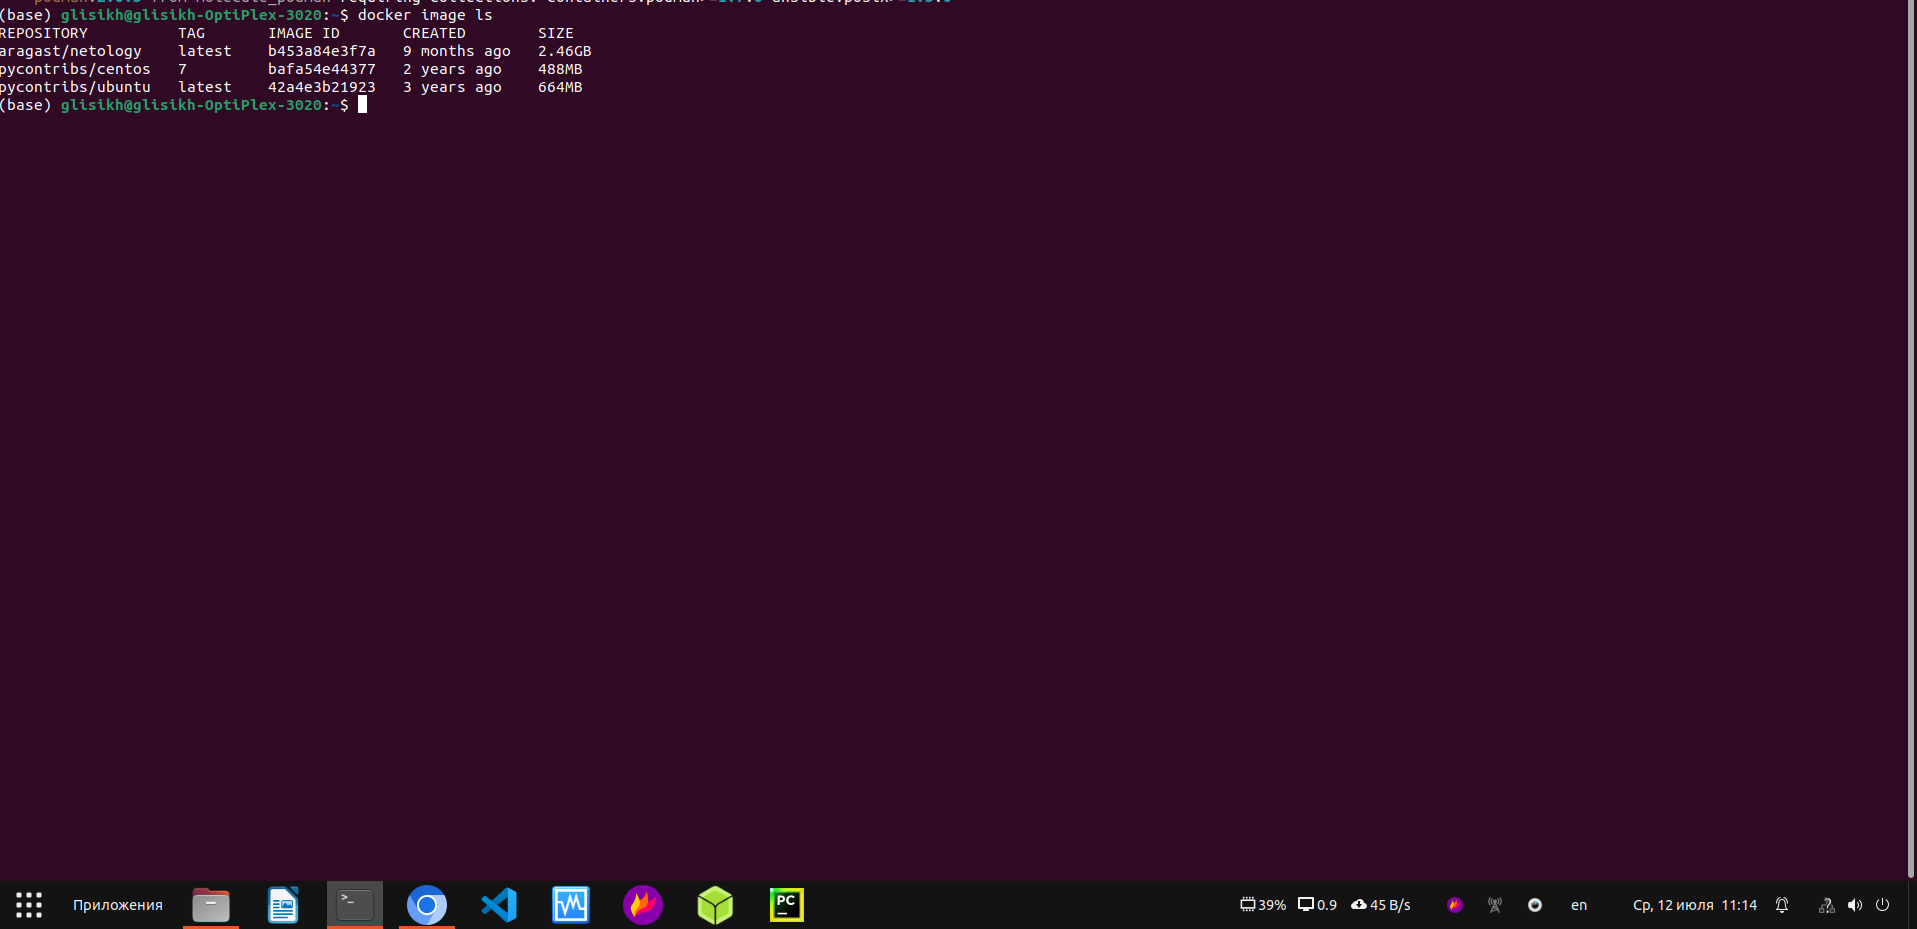 (base) glisikh@glisikh-OptiPlex-3020:~$ docker image ls
REPOSITORY TAG IMAGE ID CREATED SIZE
aragast/netology latest b453a84e3f7a 9 months ago 2.46GB
pycontribs/centos 7 bafa54e44377 2 years ago 488MB
pycontribs/ubuntu latest 42a4e3b21923 3 years ago 664MB
(base) glisikh@glisikh-OptiPlex-3020:~$
Приложения >_ PC 39% 0.9 45 B/s en Ср, 12 июля 11:14